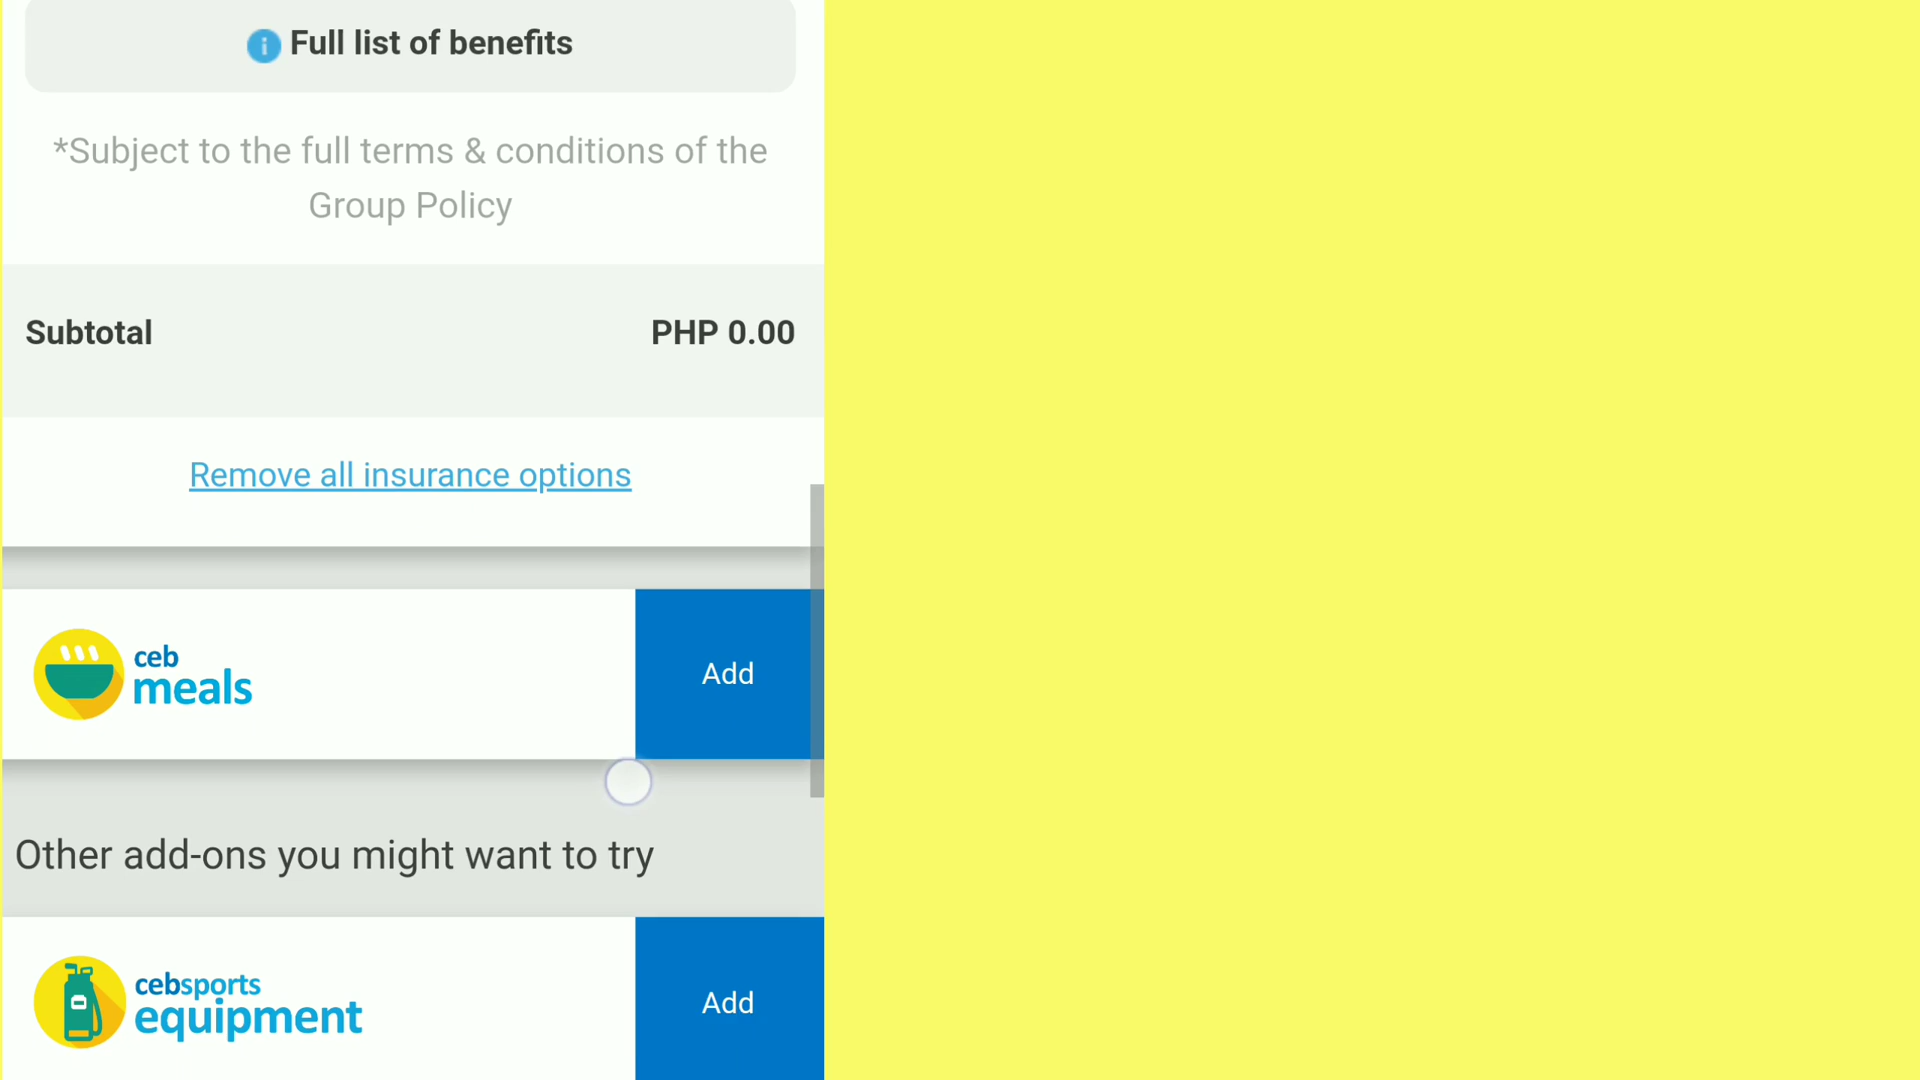 Full list of benefits
*Subject to the full terms & conditions of the
Group Policy
Subtotal PHP 0.00
Remove all insurance options
ceb
meals
Add
Other add-ons you might want to try
cebsports
equipment
Add